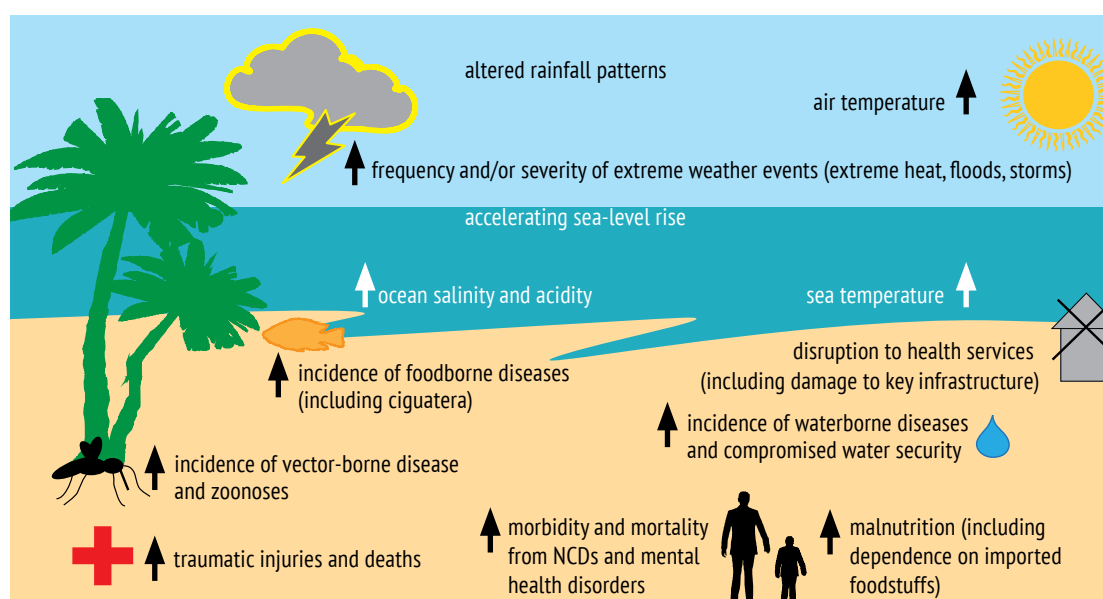 altered rainfall patterns
air temperature
frequency and/or severity of extreme weather events (extreme heat, floods, storms)
accelerating sea-level rise
ocean salinity and acidity
sea temperature
disruption to health services
(including damage to key infrastructure)
incidence of foodborne diseases
(including ciguatera)
incidence of waterborne diseases
and compromised water security
incidence of vector-borne disease
and zoonoses
traumatic injuries and deaths
morbidity and mortality
from NCDs and mental
health disorders
malnutrition (including
dependence on imported
foodstuffs)